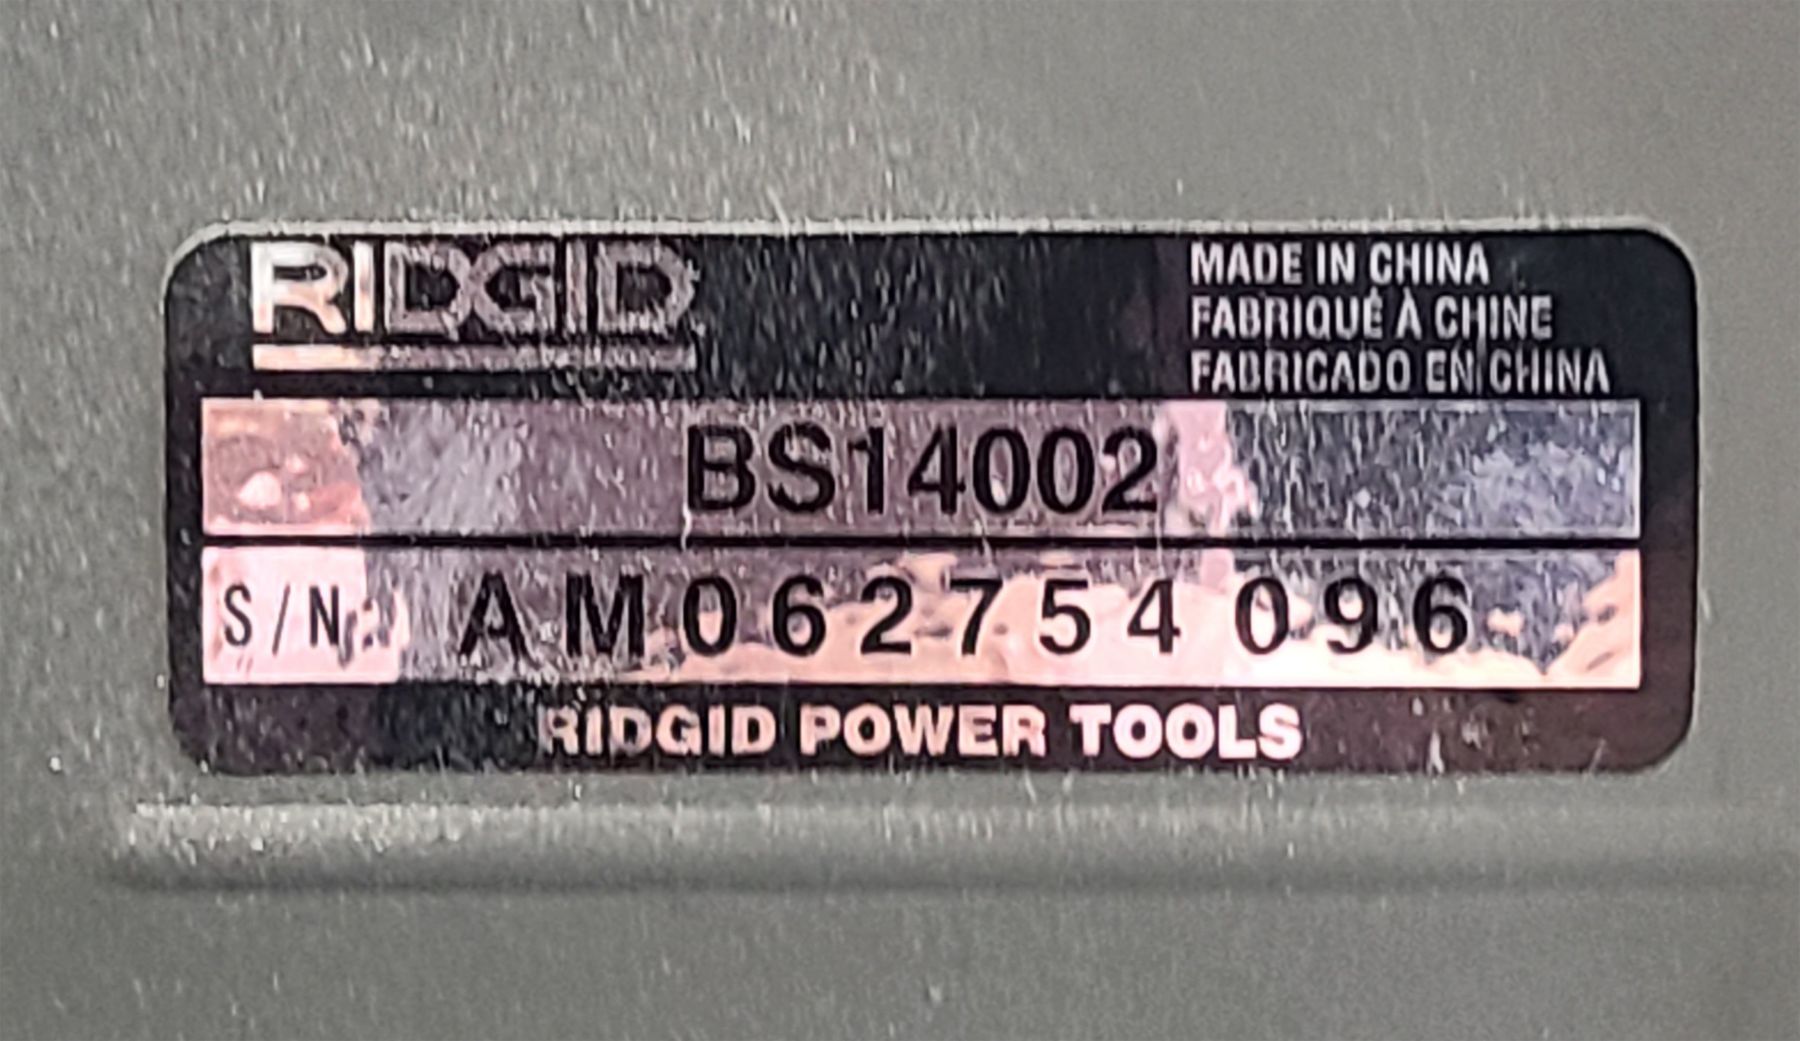 RIDGID
MADE IN CHINA
FABRIQUÉ À CHINE
FABRICADO EN CHINA
BS14002
S/N: AM062754096
RIDGID POWER TOOLS